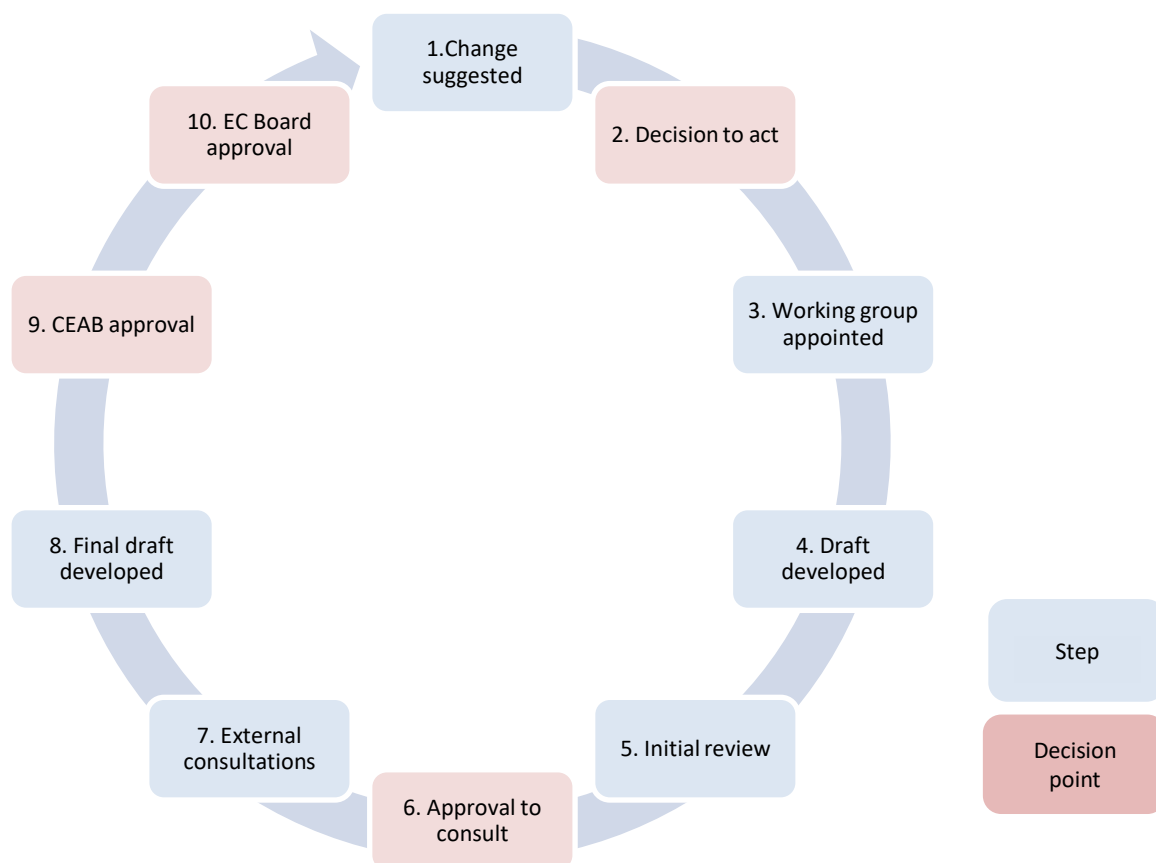 1.Change
suggested
2. Decision to act
3. Working group
appointed
4. Draft
developed
5. Initial review
6. Approval to
consult
7. External
consultations
8. Final draft
developed
9. CEAB approval
10. EC Board
approval
Step
Decision
point